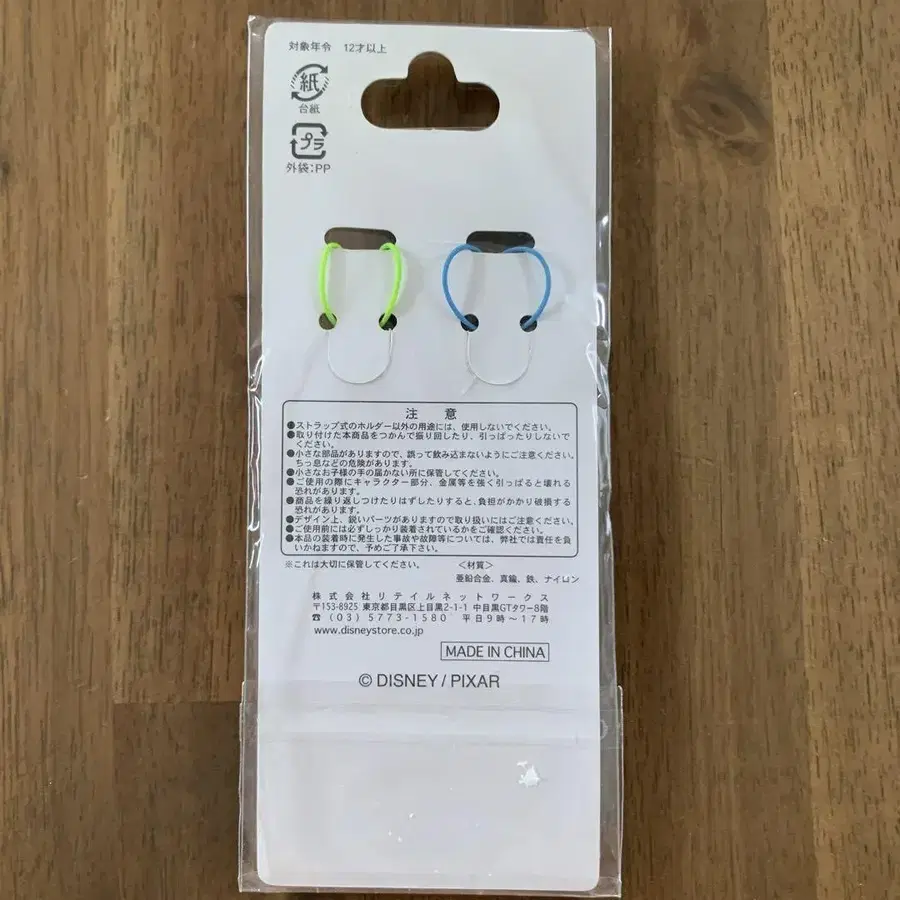 対象年令 12才以上
紙
台紙
プラ
外袋:PP
注 意
●ストラップ式のホルダー以外の用途には、使用しないでください。
●取り付けた本商品をつかんで振り回したり、引っぱったりしないで
ください。
●小さな部品がありますので、誤って飲み込まないようにご注意ください。
ちっ息などの危険があります。
●小さなお子様の手の届かない所に保管してください。
●ご使用の際にキャラクター部分、金属等を強く引っぱると壊れる
恐れがあります。
●商品を繰り返しつけたりはずしたりすると、負担がかかり破損する
恐れがあります。
●デザイン上、鋭いパーツがありますので取り扱いにはご注意ください。
●ご使用前には必ずしっかり装着されているかをご確認ください。
●本品の装着時に発生した事故や故障等については、弊社では責任を負
いかねますので、予めご了承下さい。
※これは大切に保管してください。
<材質>
亜鉛合金、真鍮、鉄、ナイロン
株式会社リテイルネットワークス
〒153-8925 東京都目黒区上目黒2-1-1 中目黒GTタワー8階
☎(03)5773-1580 平日9時〜17時
www.disneystore.co.jp
MADE IN CHINA
© DISNEY / PIXAR